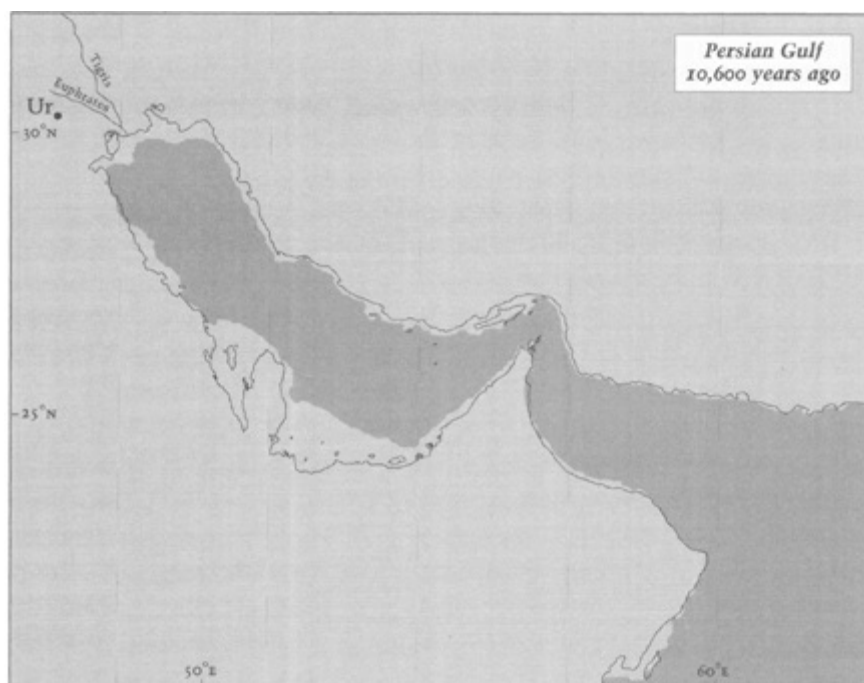 Persian Gulf
10,600 years ago
Tigris
Euphrates
Ur.
30°N
25°N
50°E
60°E